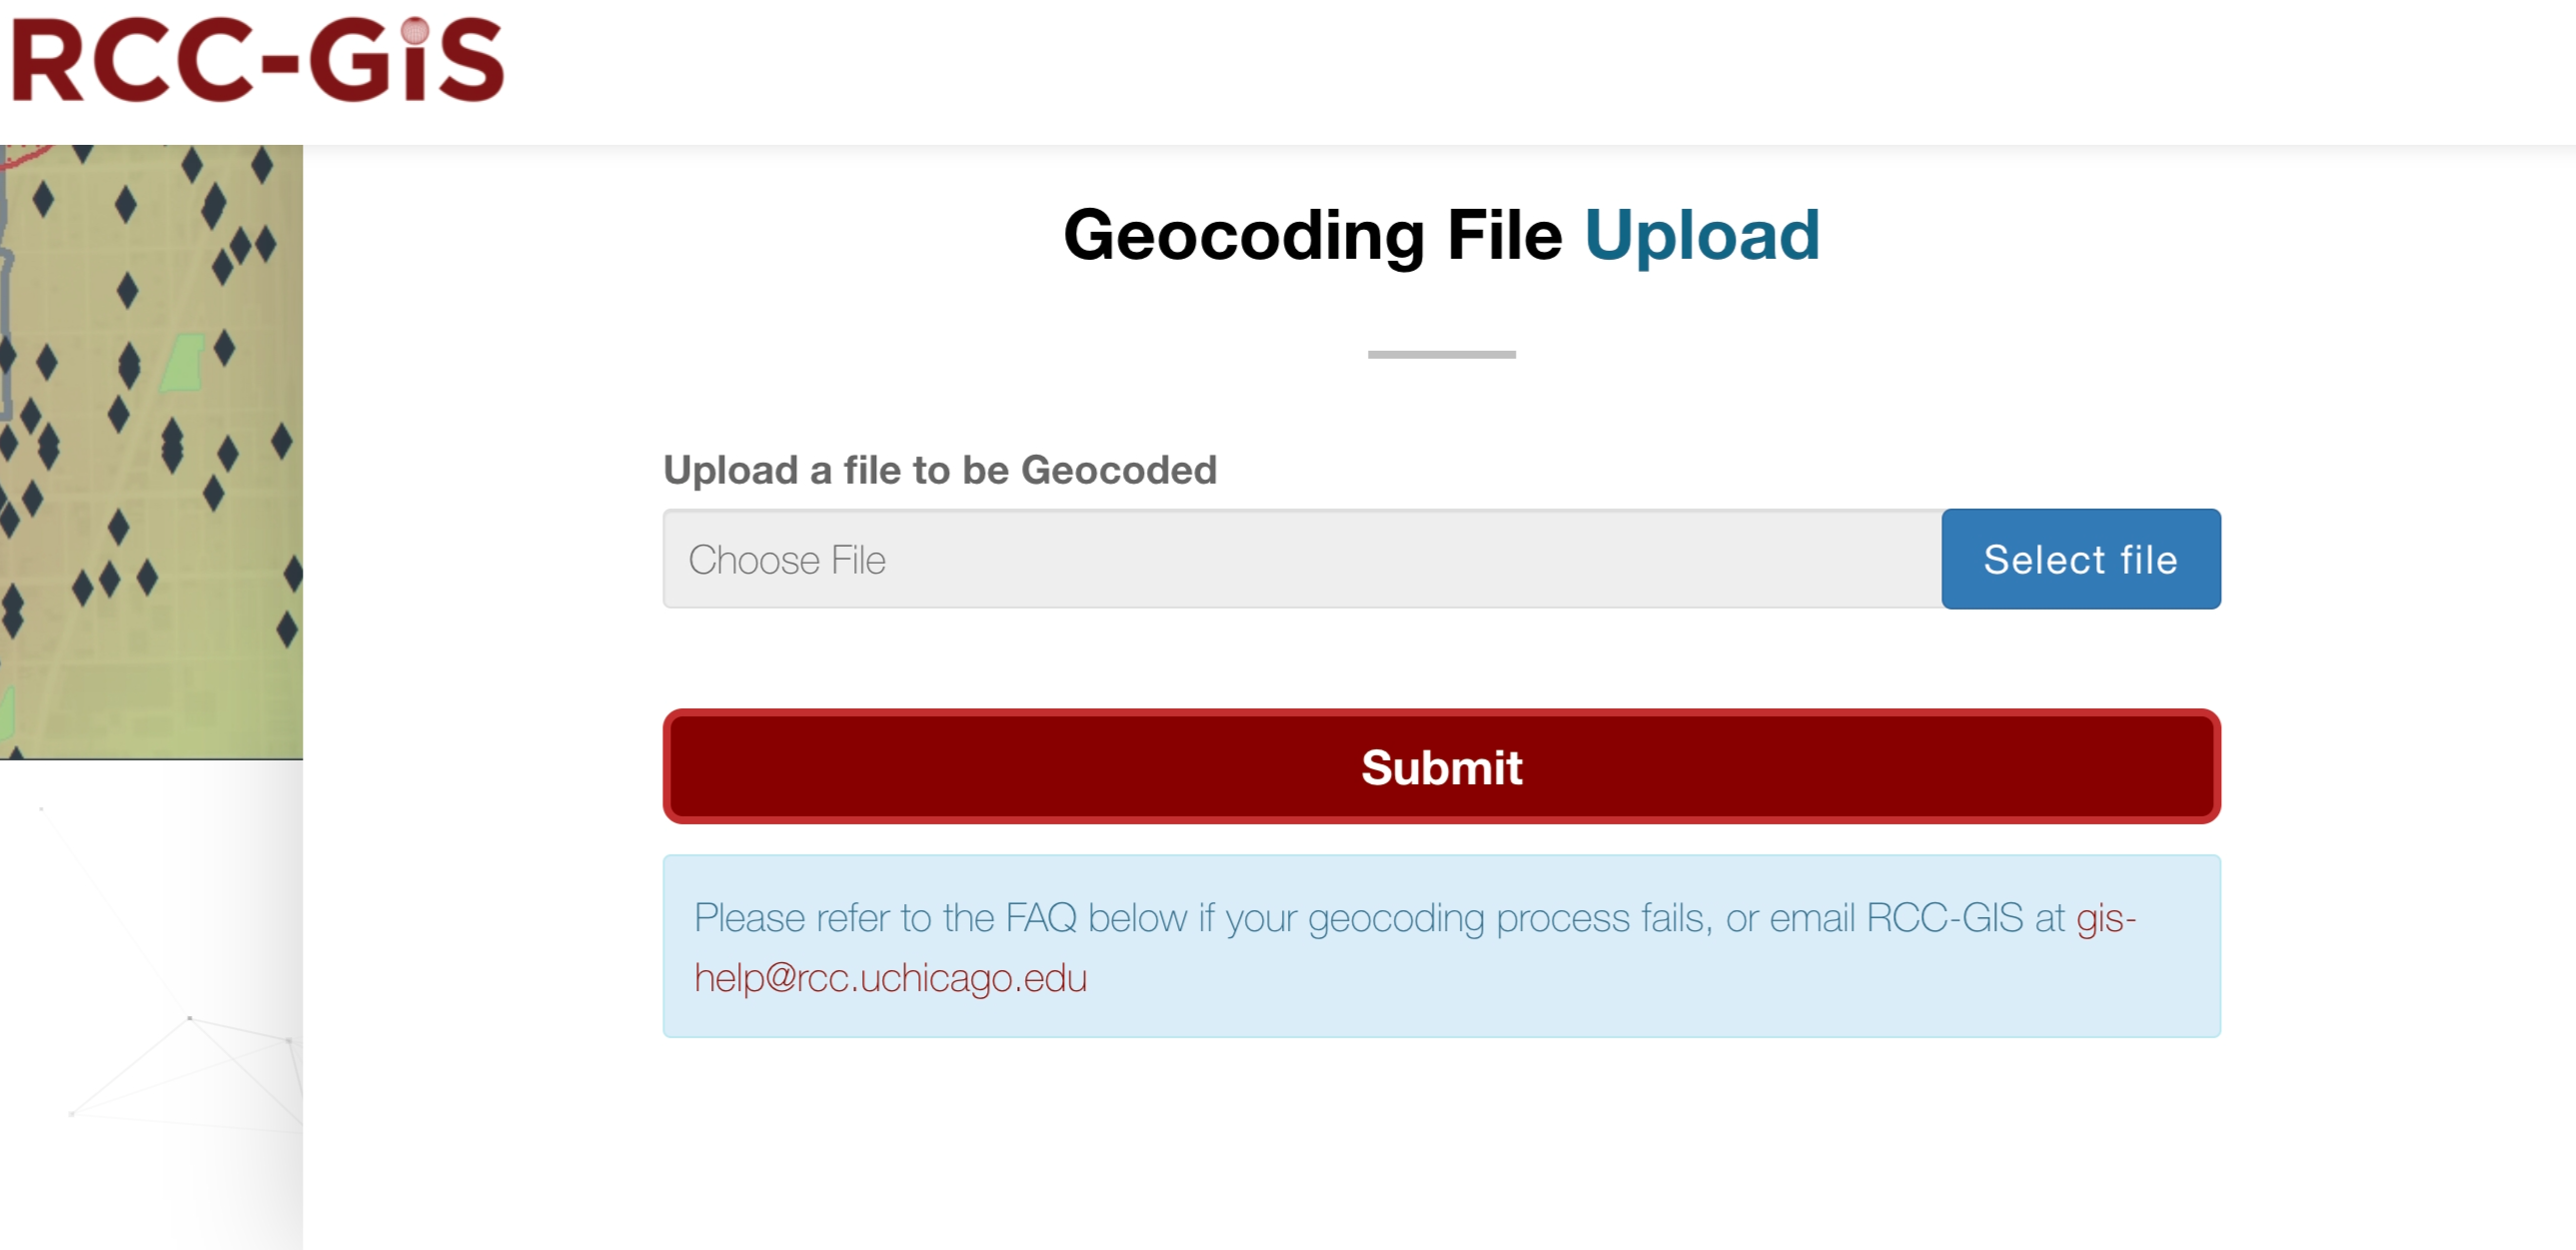 RCC-GiS
Geocoding File Upload
Upload a file to be Geocoded
Choose File
Select file
Submit
Please refer to the FAQ below if your geocoding process fails, or email RCC-GIS at gis-
help@rcc.uchicago.edu